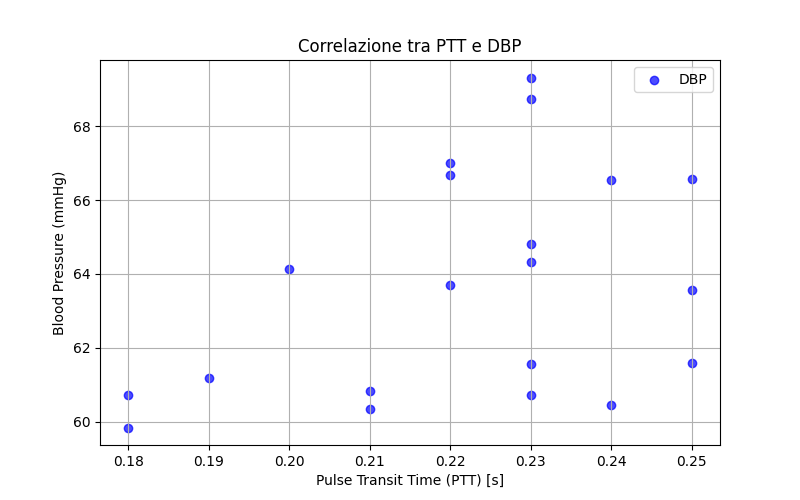 Correlazione tra PTT e DBP
DBP
Blood Pressure (mmHg)
68
66
64
62
60
0.18 0.19 0.20 0.21 0.22 0.23 0.24 0.25
Pulse Transit Time (PTT) [s]